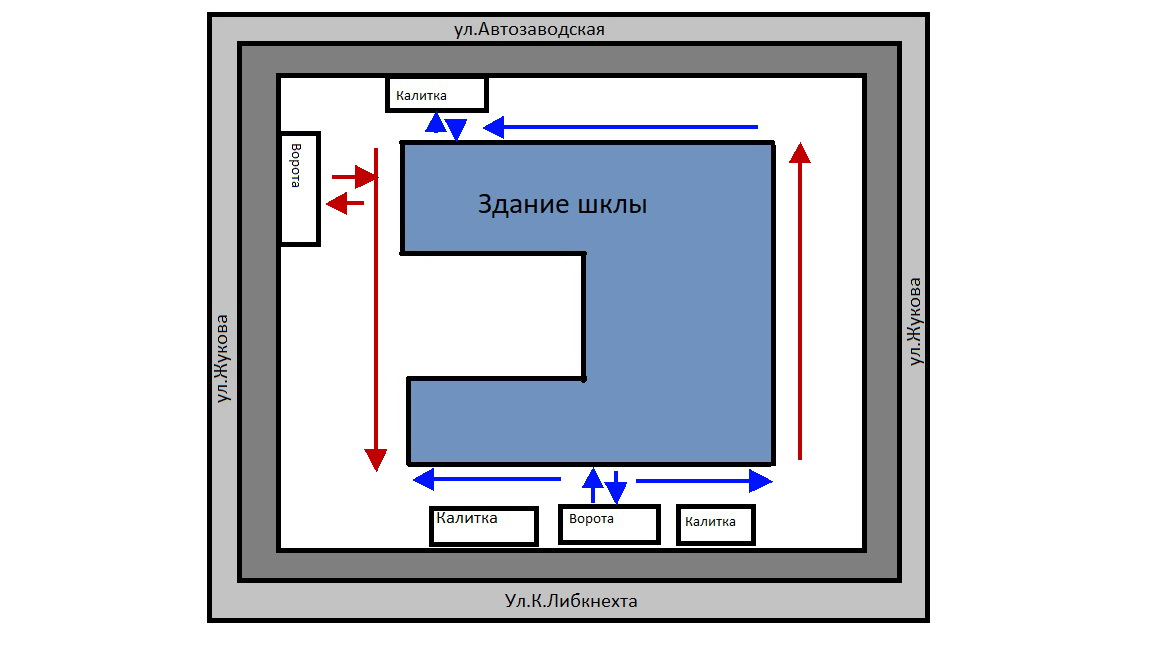 ул.Автозаводская
Калитка
Ворота
Здание шклы
ул.Жукова
ул.Жукова
Калитка
Ворота
Калитка
Ул.К.Либкнехта